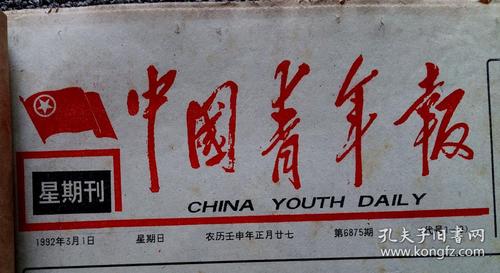 中國青年報
星期刊
CHINA YOUTH DAILY
1992年3月1日 星期日 农历壬申年正月廿七 第6875期
孔夫子旧书网
www.kongfz.com